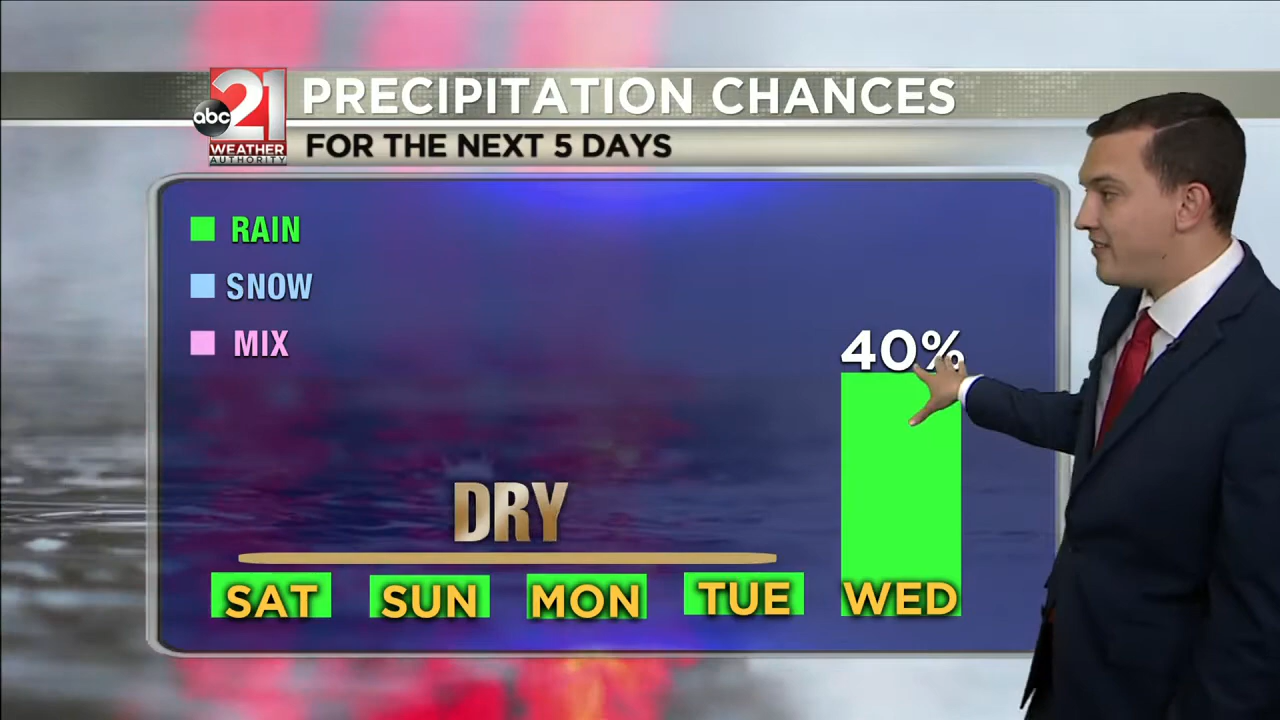 abc 21
WEATHER
AUTHORITY
PRECIPITATION CHANCES
FOR THE NEXT 5 DAYS
RAIN
SNOW
MIX
40%
DRY
SAT SUN MON TUE WED